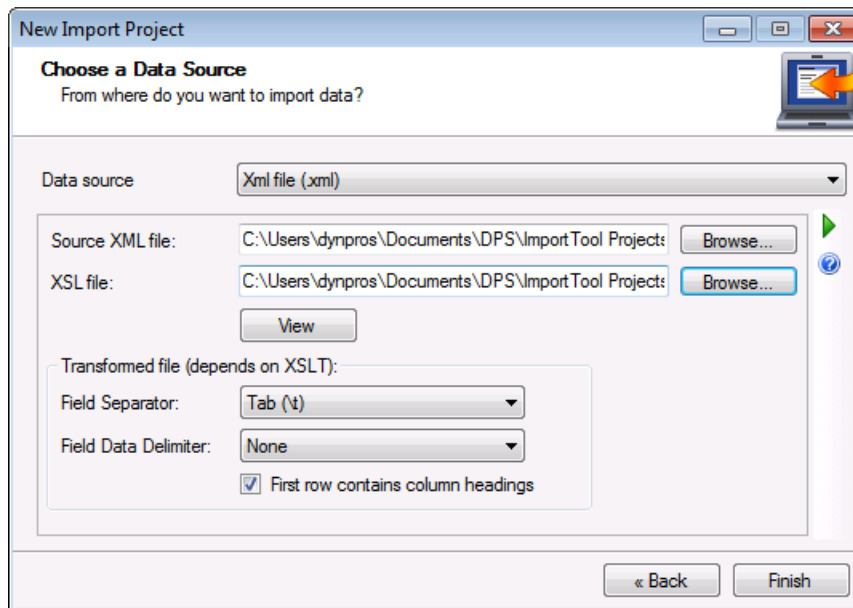 New Import Project
Choose a Data Source
From where do you want to import data?
Data source
Xml file (.xml)
Source XML file:
C:\Users\dynpros\Documents\DPS\ImportTool Projects
Browse...
XSL file:
C:\Users\dynpros\Documents\DPS\ImportTool Projects
Browse...
View
Transformed file (depends on XSLT):
Field Separator:
Tab (\t)
Field Data Delimiter:
None
First row contains column headings
« Back
Finish